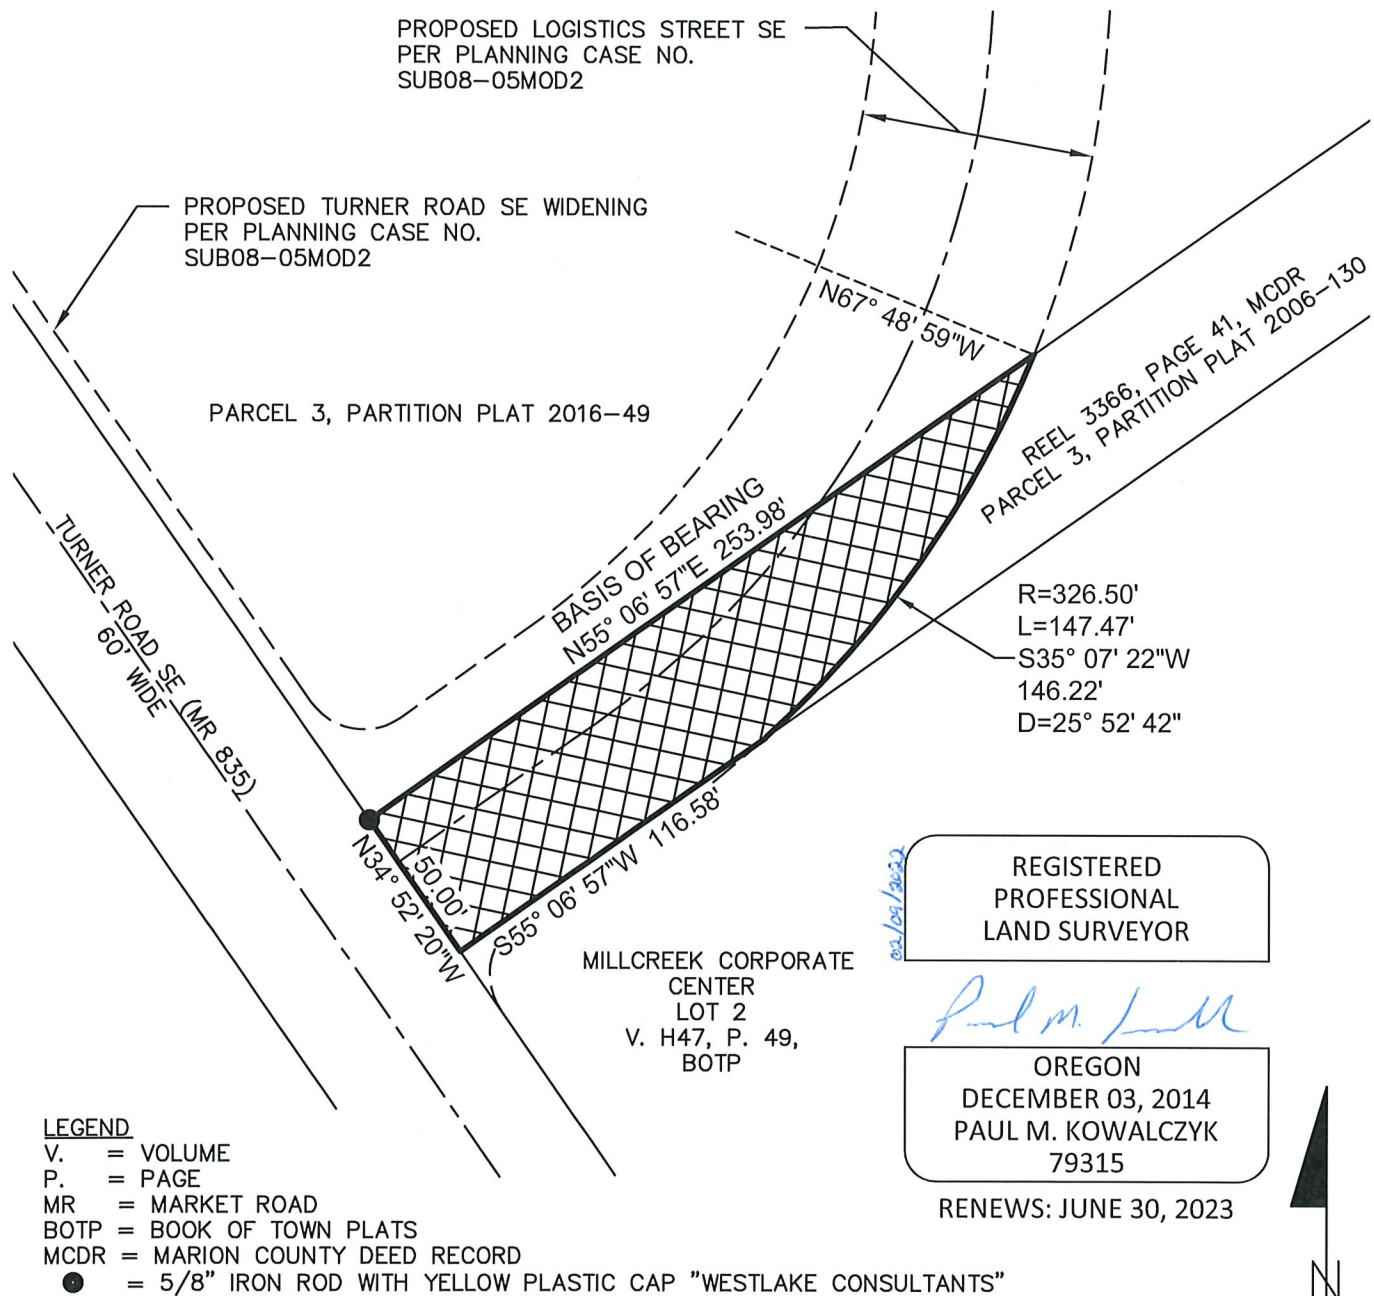 PROPOSED LOGISTICS STREET SE
PER PLANNING CASE NO.
SUB08-05MOD2
PROPOSED TURNER ROAD SE WIDENING
PER PLANNING CASE NO.
SUB08-05MOD2
N67° 48' 59"W
REEL 3366, PAGE 41, MCDR
PARCEL 3, PARTITION PLAT 2006-130
PARCEL 3, PARTITION PLAT 2016-49
BASIS OF BEARING
N55° 06' 57"E 253.98'
TURNER ROAD SE (MR 835)
60' WIDE
R=326.50'
L=147.47'
S35° 07' 22"W
146.22'
D=25° 52' 42"
50.00'
N34° 52' 20"W
S55° 06' 57"W 116.58'
MILLCREEK CORPORATE
CENTER
LOT 2
V. H47, P. 49,
BOTP
02/09/2022
REGISTERED
PROFESSIONAL
LAND SURVEYOR
OREGON
DECEMBER 03, 2014
PAUL M. KOWALCZYK
79315
RENEWS: JUNE 30, 2023
LEGEND
V. = VOLUME
P. = PAGE
MR = MARKET ROAD
BOTP = BOOK OF TOWN PLATS
MCDR = MARION COUNTY DEED RECORD
= 5/8" IRON ROD WITH YELLOW PLASTIC CAP "WESTLAKE CONSULTANTS"
N